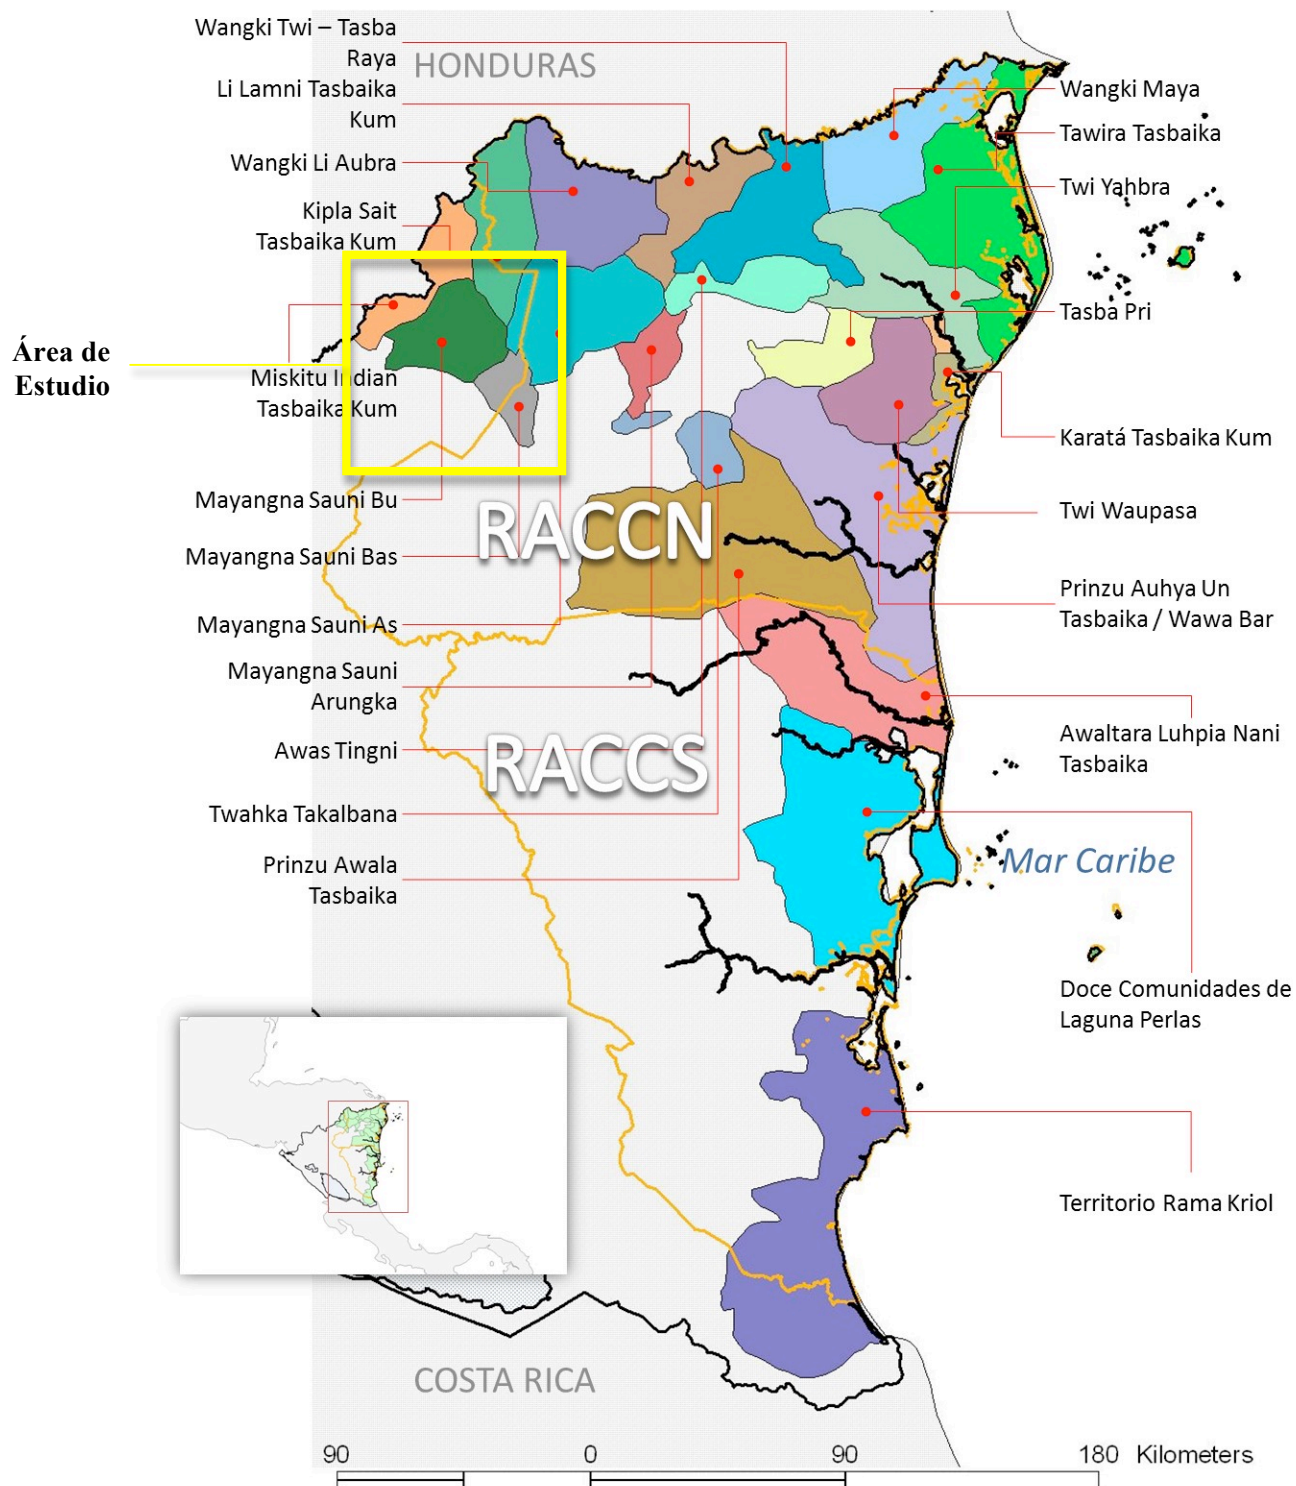 Wangki Twi – Tasba
Raya
HONDURAS
Li Lamni Tasbaika
Kum
Wangki Li Aubra
Kipla Sait
Tasbaika Kum
Área de
Estudio
Miskitu Indian
Tasbaika Kum
Mayangna Sauni Bu
Mayangna Sauni Bas
Mayangna Sauni As
Mayangna Sauni
Arungka
Awas Tingni
Twahka Takalbana
Prinzu Awala
Tasbaika
RACCN
RACCS
Wangki Maya
Tawira Tasbaika
Twi Yahbra
Tasba Pri
Karatá Tasbaika Kum
Twi Waupasa
Prinzu Auhya Un
Tasbaika / Wawa Bar
Awaltara Luhpia Nani
Tasbaika
Mar Caribe
Doce Comunidades de
Laguna Perlas
Territorio Rama Kriol
COSTA RICA
90 0 90 180 Kilometers